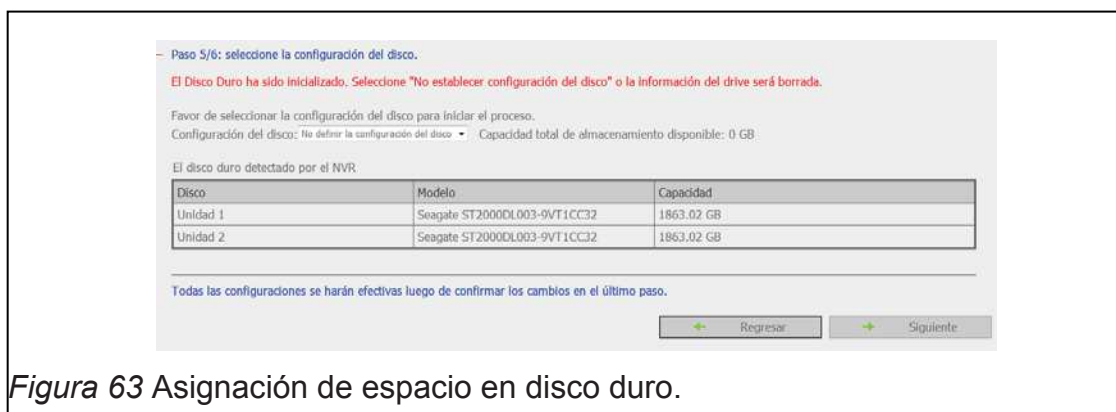 Paso 5/6: seleccione la configuración del disco.
El Disco Duro ha sido inicializado. Seleccione "No establecer configuración del disco" o la información del drive será borrada.
Favor de seleccionar la configuración del disco para iniciar el proceso.
Configuración del disco: No definir la configuración del disco Capacidad total de almacenamiento disponible: 0 GB
El disco duro detectado por el NVR
Disco Modelo Capacidad
Unidad 1 Seagate ST2000DL003-9VT1CC32 1863.02 GB
Unidad 2 Seagate ST2000DL003-9VT1CC32 1863.02 GB
Todas las configuraciones se harán efectivas luego de confirmar los cambios en el último paso.
Regresar Siguiente
Figura 63 Asignación de espacio en disco duro.